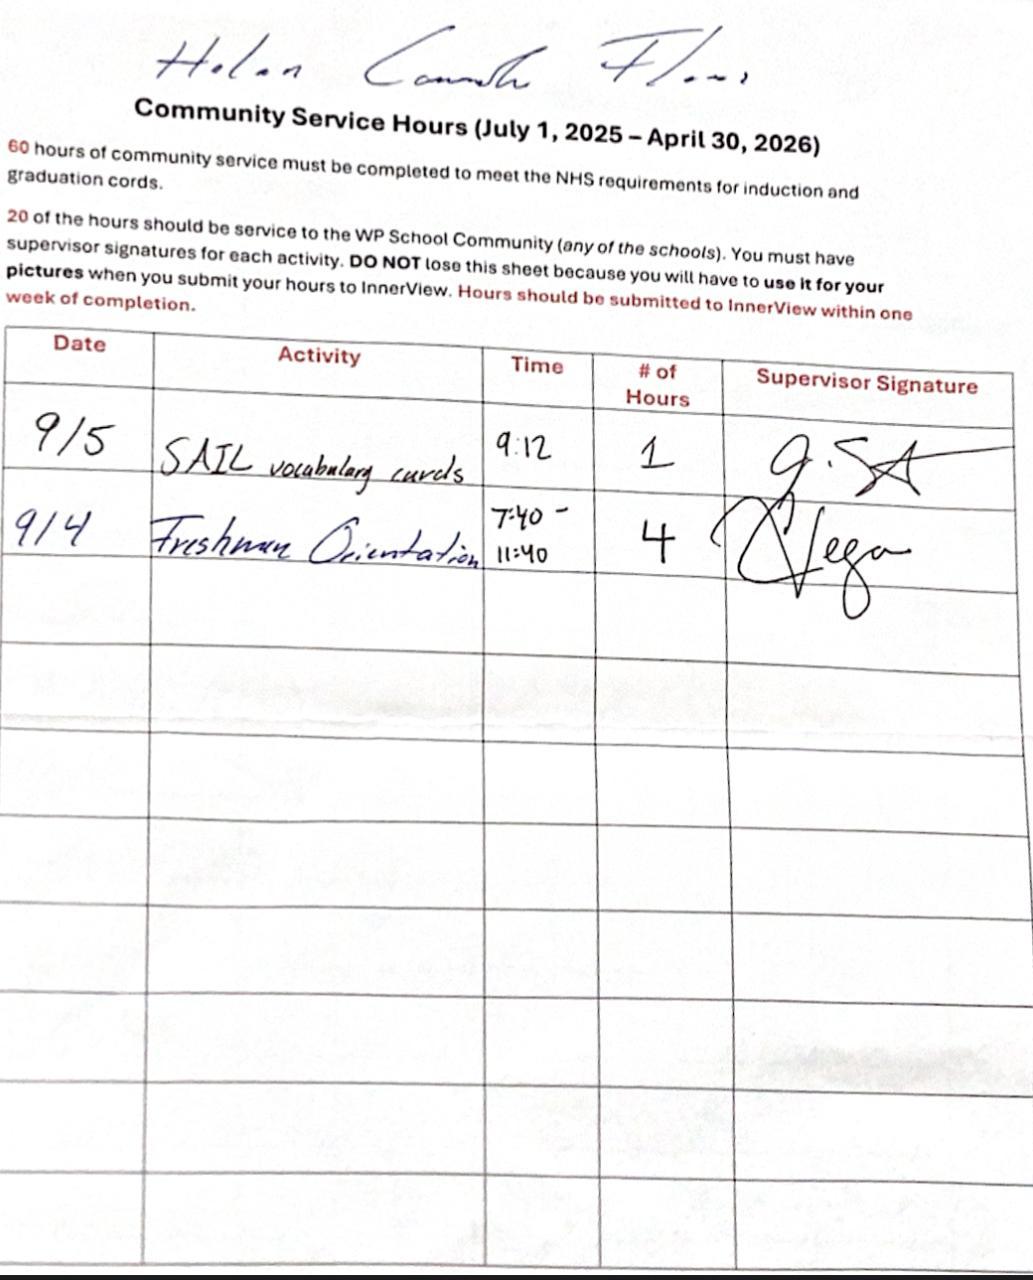 Community Service Hours (July 1, 2025 – April 30, 2026)
60 hours of community service must be completed to meet the NHS requirements for induction and
graduation cords.
20 of the hours should be service to the WP School Community (any of the schools). You must have
supervisor signatures for each activity. DO NOT lose this sheet because you will have to use it for your
pictures when you submit your hours to InnerView. Hours should be submitted to InnerView within one
week of completion.
Date Activity Time # of Hours Supervisor Signature
9/5 SAIL vocabulary cards 9:12 1
9/4 Freshman Orientation 7:40 - 11:40 4 Vega